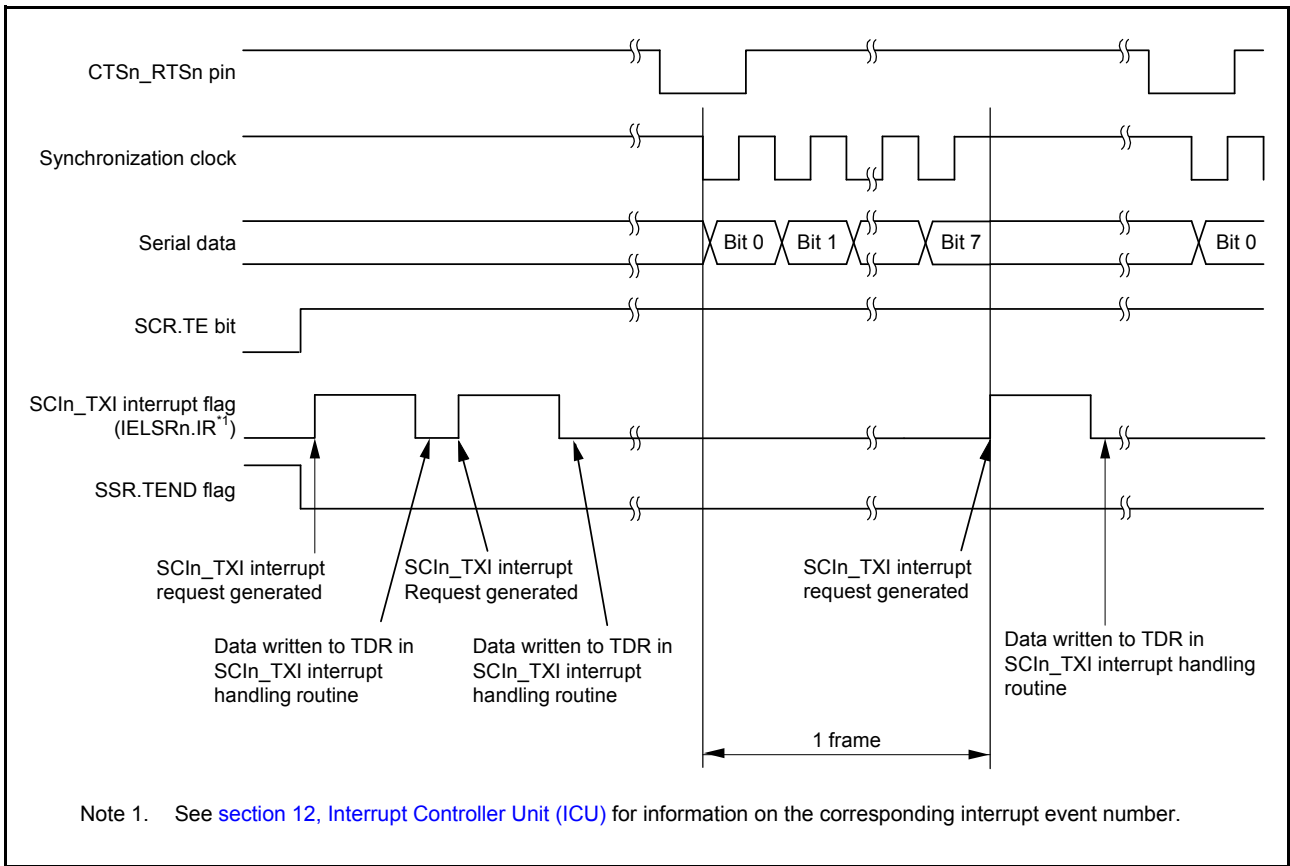 CTSn_RTSn pin
Synchronization clock
Serial data
Bit 0
Bit 1
Bit 7
Bit 0
SCR.TE bit
SCIn_TXI interrupt flag
(IELSRn.IR*1)
SSR.TEND flag
SCIn_TXI interrupt
request generated
SCIn_TXI interrupt
Request generated
SCIn_TXI interrupt
request generated
Data written to TDR in
SCIn_TXI interrupt
handling routine
Data written to TDR in
SCIn_TXI interrupt
handling routine
Data written to TDR in
SCIn_TXI interrupt handling
routine
1 frame
Note 1. See section 12, Interrupt Controller Unit (ICU) for information on the corresponding interrupt event number.